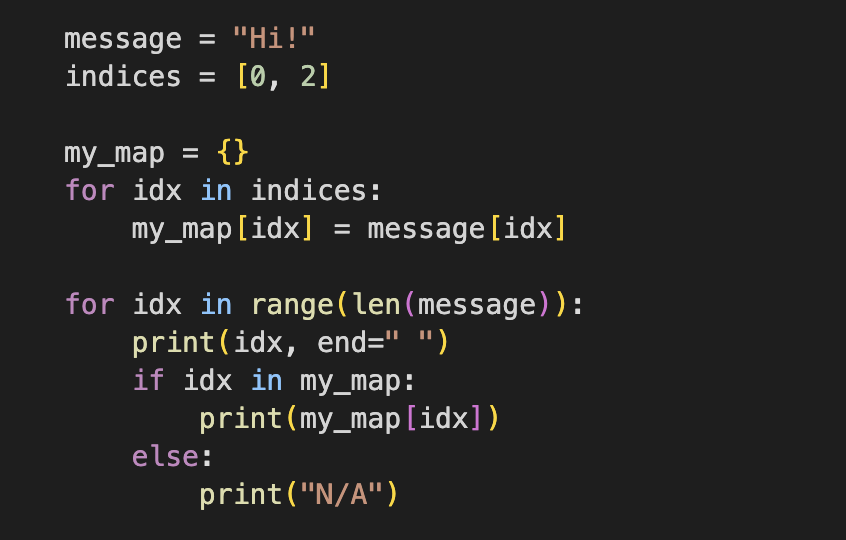 message = "Hi!"
indices = [0, 2]

my_map = {}
for idx in indices:
    my_map[idx] = message[idx]

for idx in range(len(message)):
    print(idx, end=" ")
    if idx in my_map:
        print(my_map[idx])
    else:
        print("N/A")